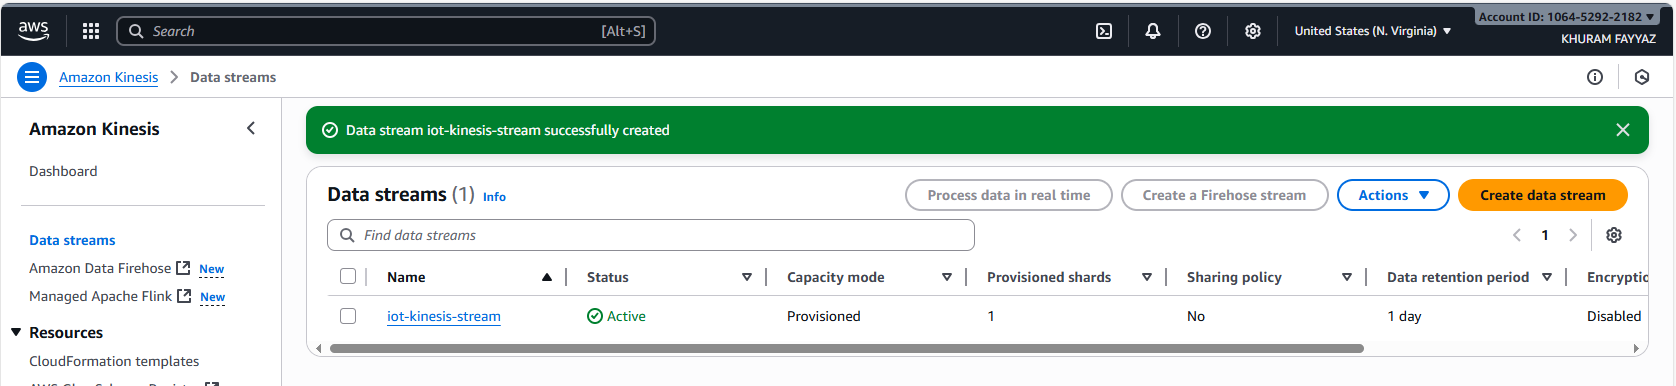 aws
Search [Alt+S]
United States (N. Virginia)
Account ID: 1064-5292-2182
KHURAM FAYYAZ
Amazon Kinesis
Data streams
Amazon Kinesis
Dashboard
Data streams
Amazon Data Firehose New
Managed Apache Flink New
Resources
CloudFormation templates
Data stream iot-kinesis-stream successfully created
Data streams (1) Info
Process data in real time
Create a Firehose stream
Actions
Create data stream
Find data streams
1
Name Status Capacity mode Provisioned shards Sharing policy Data retention period Encryptio
iot-kinesis-stream Active Provisioned 1 No 1 day Disabled